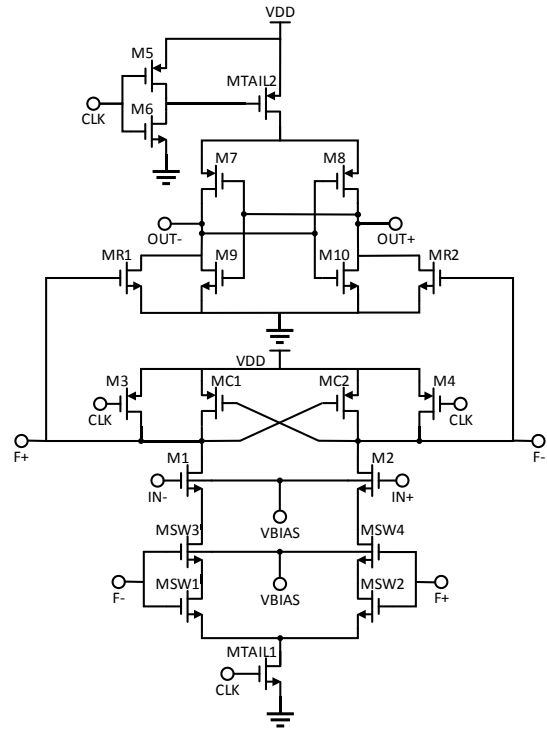 VDD
M5
MTAIL2
CLK
M6
M7
M8
OUT-
OUT+
MR1
M9
M10
MR2
VDD
M3
MC1
MC2
M4
CLK
CLK
F+
F-
M1
M2
IN-
IN+
VBIAS
MSW3
MSW4
F-
MSW1
MSW2
F+
VBIAS
MTAIL1
CLK